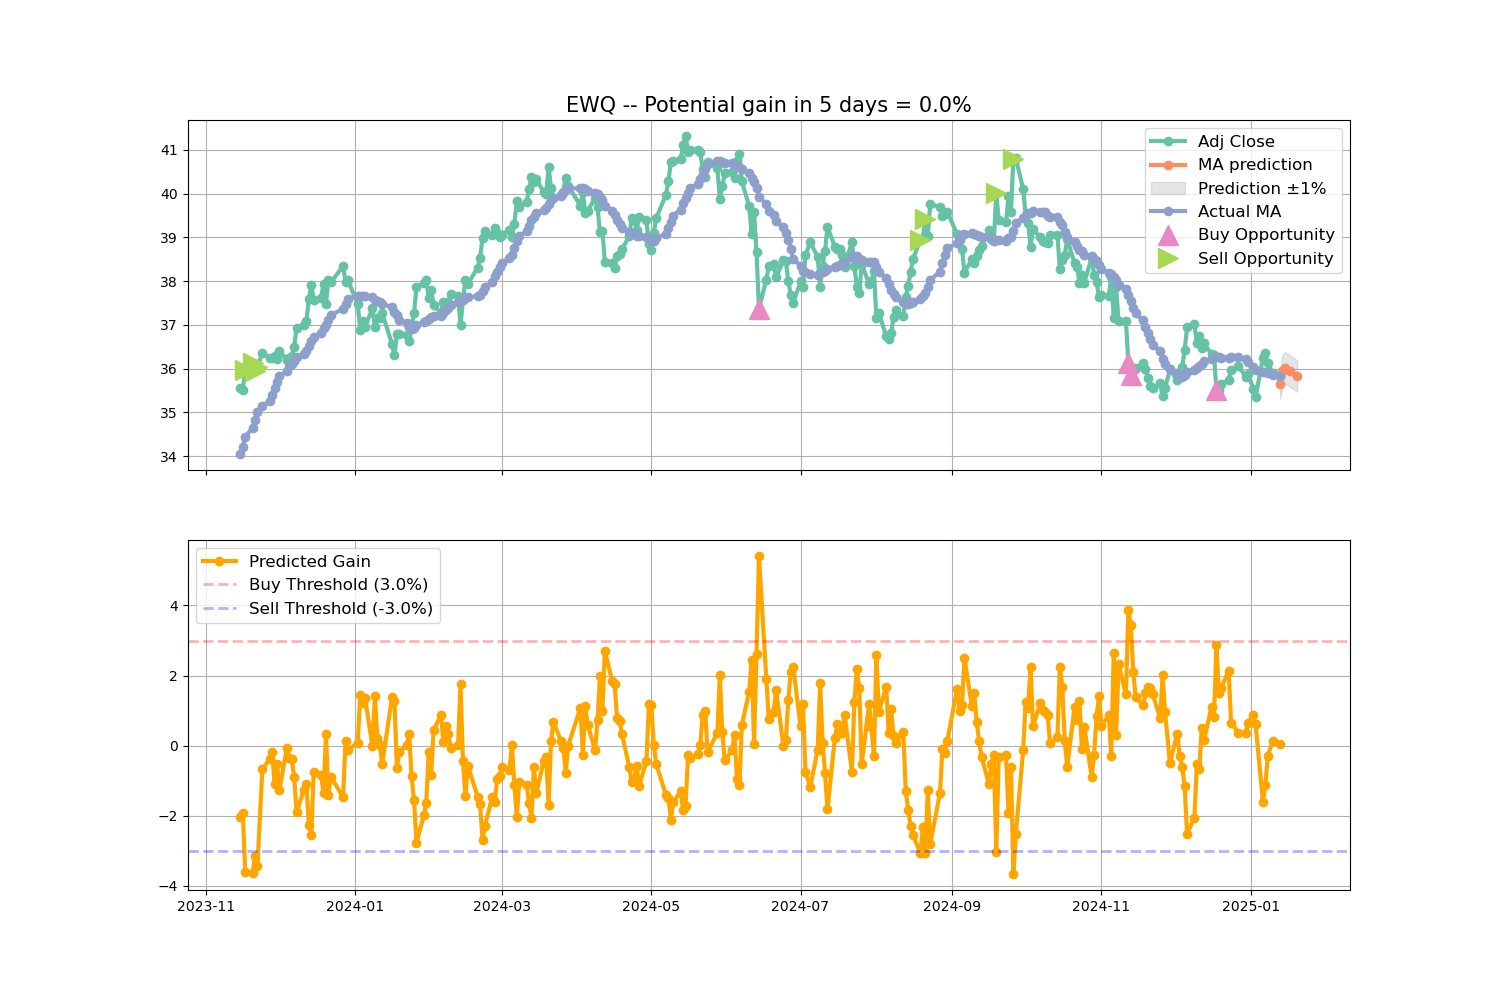 EWQ -- Potential gain in 5 days = 0.0%
41
40
39
38
37
36
35
34
Adj Close
MA prediction
Prediction ±1%
Actual MA
Buy Opportunity
Sell Opportunity
Predicted Gain
Buy Threshold (3.0%)
Sell Threshold (-3.0%)
4
2
0
−2
−4
2023-11 2024-01 2024-03 2024-05 2024-07 2024-09 2024-11 2025-01